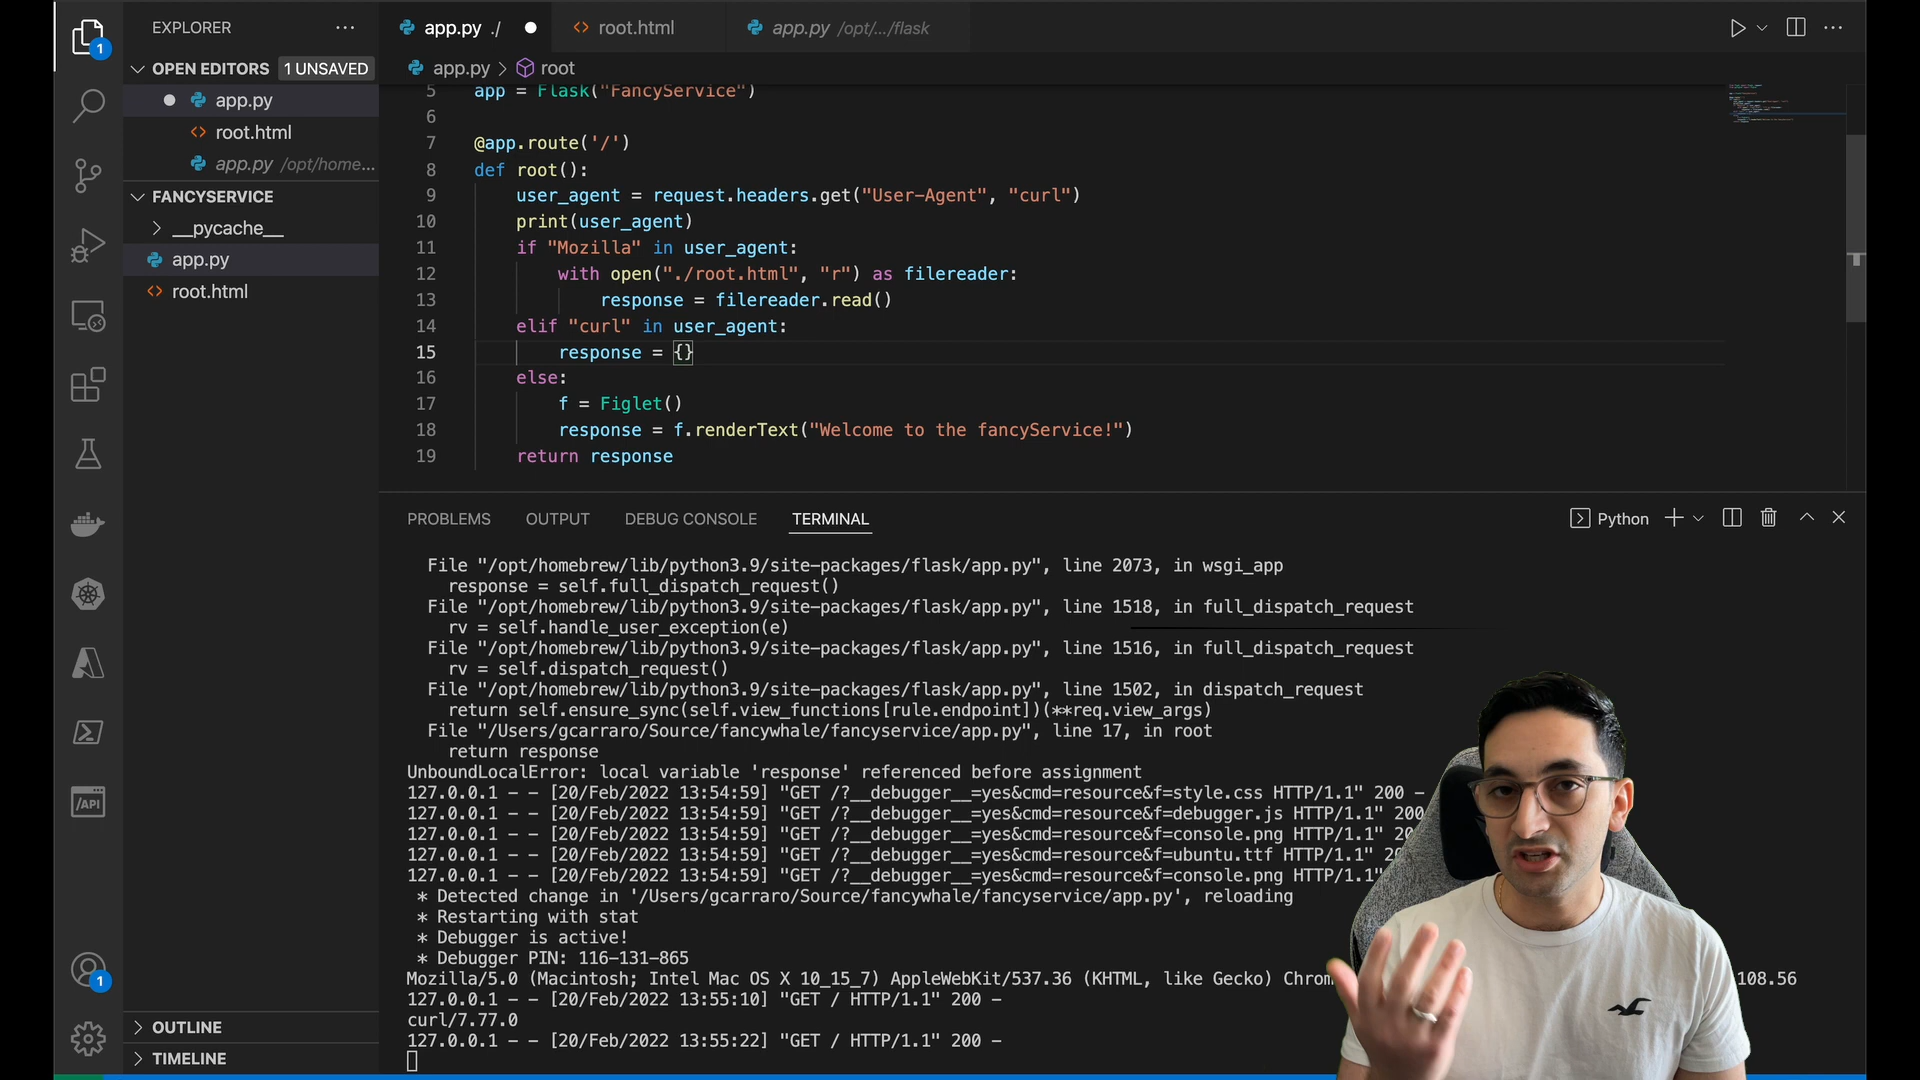 EXPLORER
app.py ./
root.html
app.py /opt/.../flask
1
OPEN EDITORS
1 UNSAVED
app.py > root
app.py
root.html
app.py /opt/home...
FANCYSERVICE
__pycache__
app.py
root.html
5 app = Flask("FancyService")
6
7 @app.route('/')
8 def root():
9 user_agent = request.headers.get("User-Agent", "curl")
10 print(user_agent)
11 if "Mozilla" in user_agent:
12 with open("./root.html", "r") as filereader:
13 response = filereader.read()
14 elif "curl" in user_agent:
15 response = {}
16 else:
17 f = Figlet()
18 response = f.renderText("Welcome to the fancyService!")
19 return response
PROBLEMS
OUTPUT
DEBUG CONSOLE
TERMINAL
Python
File "/opt/homebrew/lib/python3.9/site-packages/flask/app.py", line 2073, in wsgi_app
response = self.full_dispatch_request()
File "/opt/homebrew/lib/python3.9/site-packages/flask/app.py", line 1518, in full_dispatch_request
rv = self.handle_user_exception(e)
File "/opt/homebrew/lib/python3.9/site-packages/flask/app.py", line 1516, in full_dispatch_request
rv = self.dispatch_request()
File "/opt/homebrew/lib/python3.9/site-packages/flask/app.py", line 1502, in dispatch_request
return self.ensure_sync(self.view_functions[rule.endpoint])(**req.view_args)
File "/Users/gcarraro/Source/fancywhale/fancyservice/app.py", line 17, in root
return response
UnboundLocalError: local variable 'response' referenced before assignment
127.0.0.1 - - [20/Feb/2022 13:54:59] "GET /?__debugger__=yes&cmd=resource&f=style.css HTTP/1.1" 200 -
127.0.0.1 - - [20/Feb/2022 13:54:59] "GET /?__debugger__=yes&cmd=resource&f=debugger.js HTTP/1.1" 200
127.0.0.1 - - [20/Feb/2022 13:54:59] "GET /?__debugger__=yes&cmd=resource&f=console.png HTTP/1.1" 20
127.0.0.1 - - [20/Feb/2022 13:54:59] "GET /?__debugger__=yes&cmd=resource&f=ubuntu.ttf HTTP/1.1" 20
127.0.0.1 - - [20/Feb/2022 13:54:59] "GET /?__debugger__=yes&cmd=resource&f=console.png HTTP/1.1"
* Detected change in '/Users/gcarraro/Source/fancywhale/fancyservice/app.py', reloading
* Restarting with stat
* Debugger is active!
* Debugger PIN: 116-131-865
Mozilla/5.0 (Macintosh; Intel Mac OS X 10_15_7) AppleWebKit/537.36 (KHTML, like Gecko) Chrom 108.56
127.0.0.1 - - [20/Feb/2022 13:55:10] "GET / HTTP/1.1" 200 -
curl/7.77.0
127.0.0.1 - - [20/Feb/2022 13:55:22] "GET / HTTP/1.1" 200 -
/API
1
OUTLINE
TIMELINE